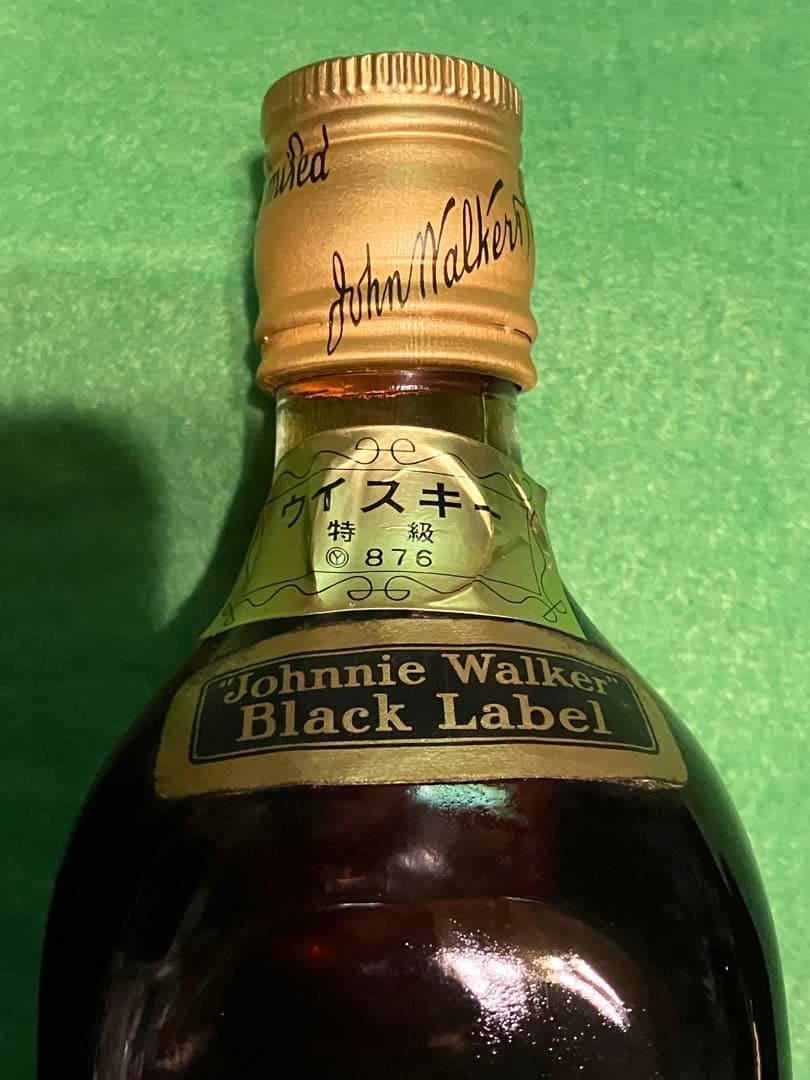 John Walker
ウイスキー
特 級
Ⓨ 876
"Johnnie Walker"
Black Label